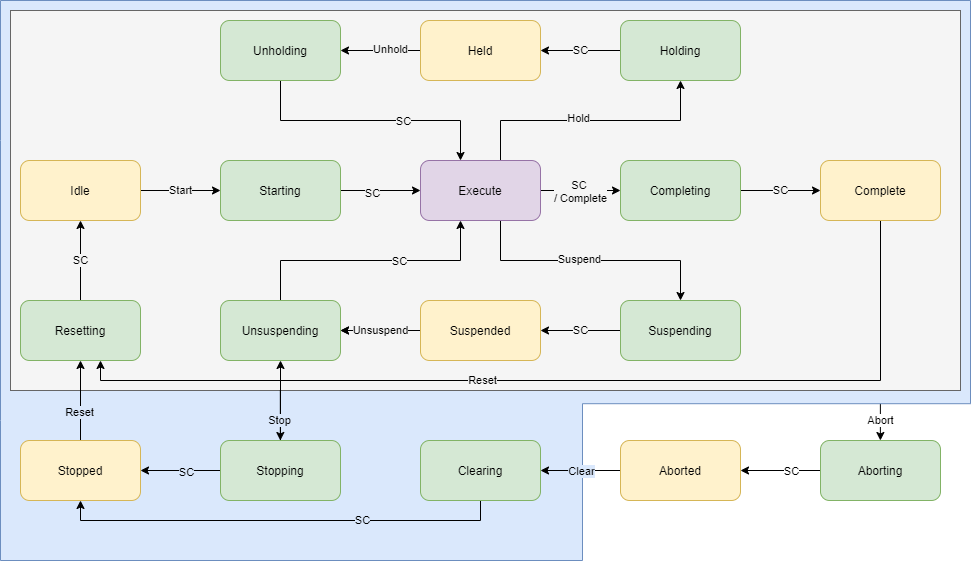 Unholding
Unhold
Held
SC
Holding
SC
Hold
Idle
Start
Starting
SC
Execute
SC
/ Complete
Completing
SC
Complete
SC
SC
Suspend
Resetting
Unsuspending
Unsuspend
Suspended
SC
Suspending
Reset
Reset
Stop
Abort
Stopped
SC
Stopping
Clearing
Clear
Aborted
SC
Aborting
SC